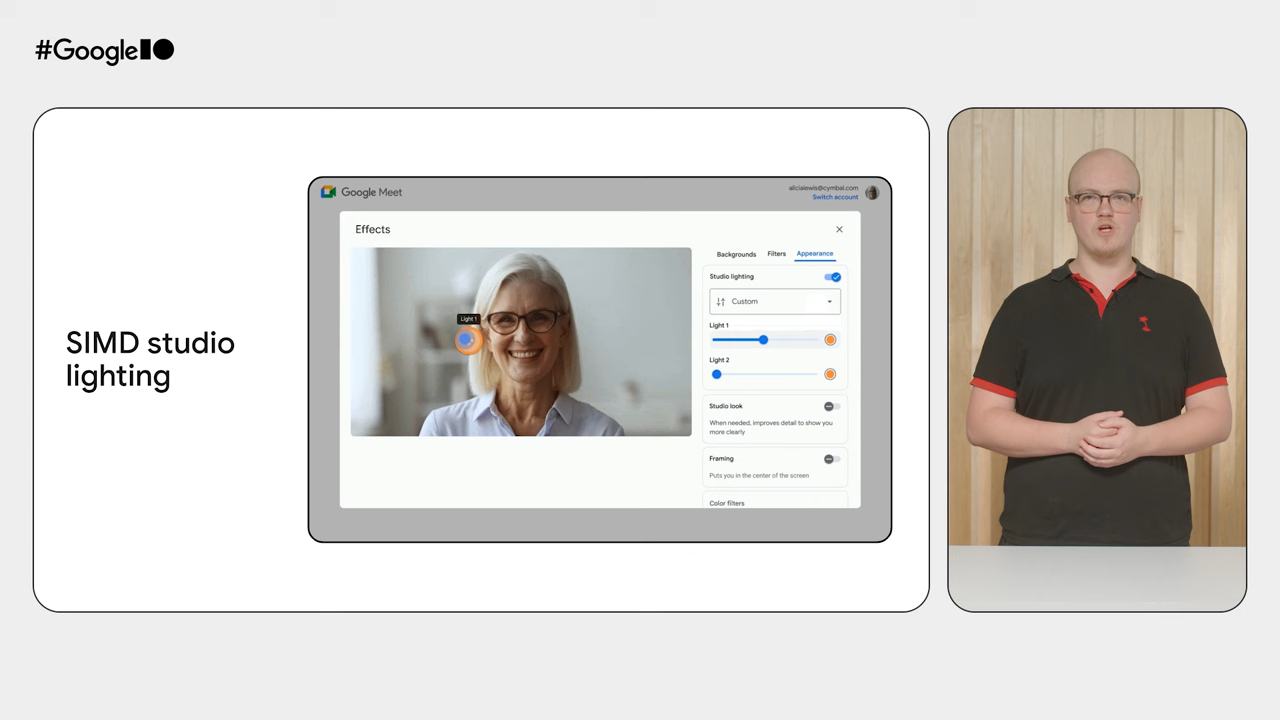 #GoogleIO
SIMD studio
lighting
Google Meet
alicialewis@cymbal.com
Switch account
Effects
Backgrounds
Filters
Appearance
Studio lighting
Custom
Light 1
Light 1
Light 2
Studio look
When needed, improves detail to show you
more clearly
Framing
Puts you in the center of the screen
Color filters